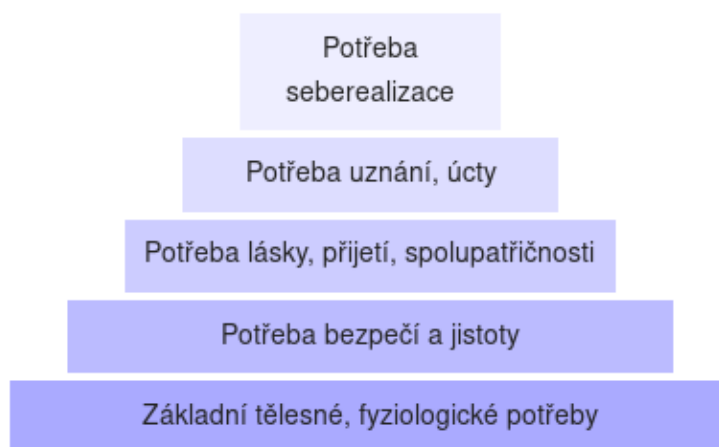 Potřeba
seberealizace
Potřeba uznání, úcty
Potřeba lásky, přijetí, spolupatřičnosti
Potřeba bezpečí a jistoty
Základní tělesné, fyziologické potřeby